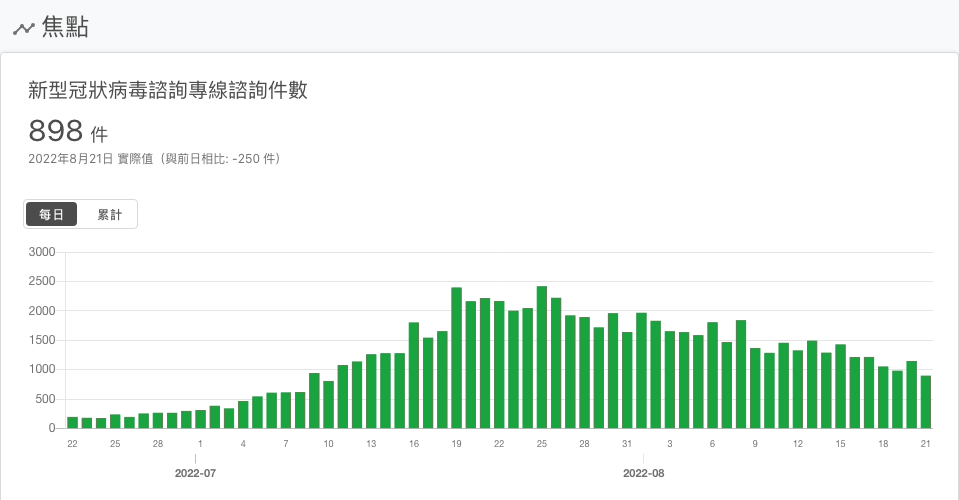 焦點
新型冠狀病毒諮詢專線諮詢件數
898 件
2022年8月21日 實際值（與前日相比: -250 件）
每日 累計
3000
2500
2000
1500
1000
500
0
22 25 28 1 4 7 10 13 16 19 22 25 28 31 3 6 9 12 15 18 21
2022-07 2022-08